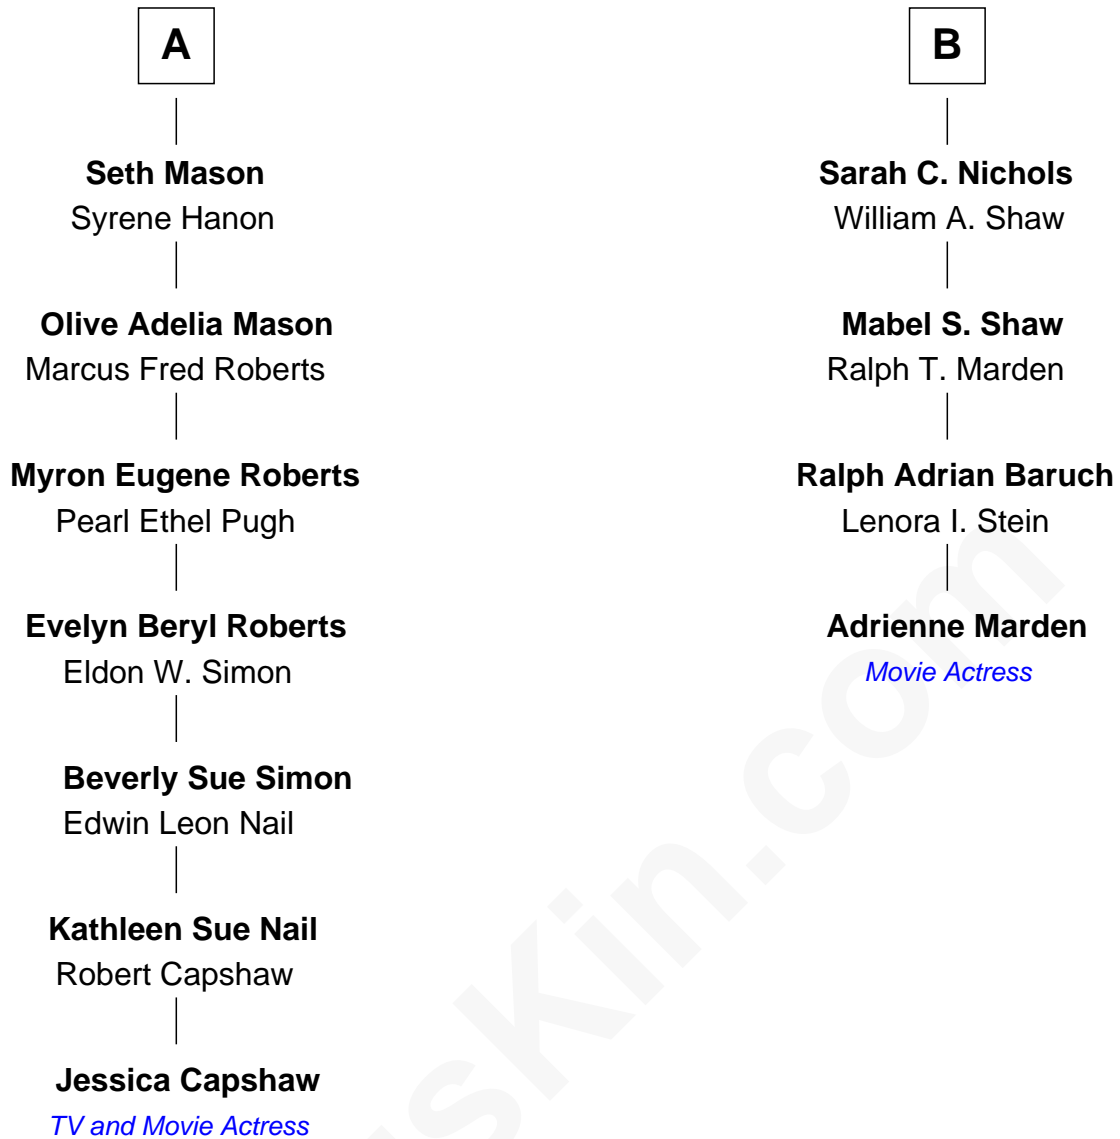 A
Seth Mason
Syrene Hanon
Olive Adelia Mason
Marcus Fred Roberts
Myron Eugene Roberts
Pearl Ethel Pugh
Evelyn Beryl Roberts
Eldon W. Simon
Beverly Sue Simon
Edwin Leon Nail
Kathleen Sue Nail
Robert Capshaw
Jessica Capshaw
TV and Movie Actress
B
Sarah C. Nichols
William A. Shaw
Mabel S. Shaw
Ralph T. Marden
Ralph Adrian Baruch
Lenora I. Stein
Adrienne Marden
Movie Actress
sKin.com